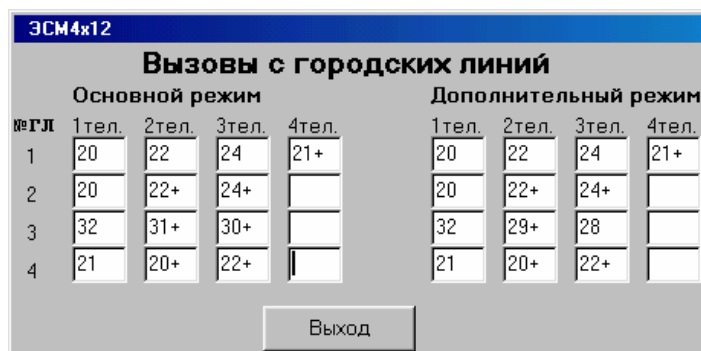 ЭСМ4х12
Вызовы с городских линий
Основной режим Дополнительный режим
№ГЛ 1тел. 2тел. 3тел. 4тел. 1тел. 2тел. 3тел. 4тел.
1 20 22 24 21+ 20 22 24 21+
2 20 22+ 24+ 20 22+ 24+
3 32 31+ 30+ 32 29+ 28
4 21 20+ 22+ 21 20+ 22+
Выход